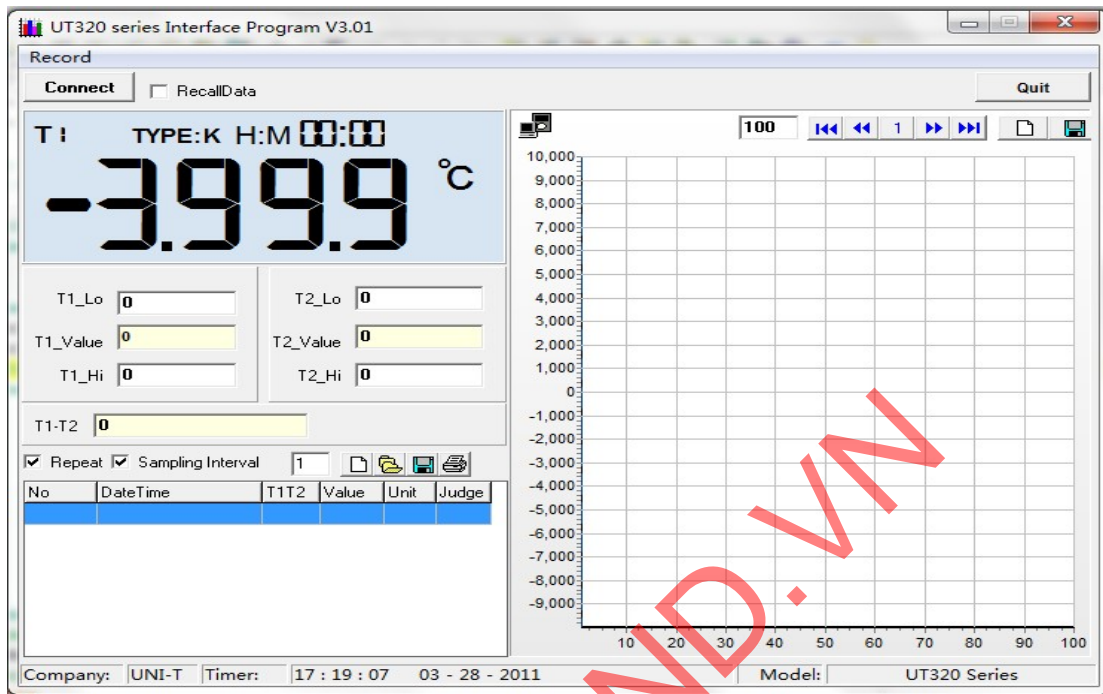 UT320 series Interface Program V3.01
Record
Connect
RecallData
Quit
T1 TYPE:K H:M 00:00
-3.99.9 °C
T1_Lo 0
T1_Value 0
T1_Hi 0
T2_Lo 0
T2_Value 0
T2_Hi 0
T1-T2 0
Repeat Sampling Interval 1
No DateTime T1T2 Value Unit Judge
100 1
10,000
9,000
8,000
7,000
6,000
5,000
4,000
3,000
2,000
1,000
0
-1,000
-2,000
-3,000
-4,000
-5,000
-6,000
-7,000
-8,000
-9,000
10 20 30 40 50 60 70 80 90 100
Company: UNI-T Timer: 17 : 19 : 07 03 - 28 - 2011 Model: UT320 Series
ND.VN